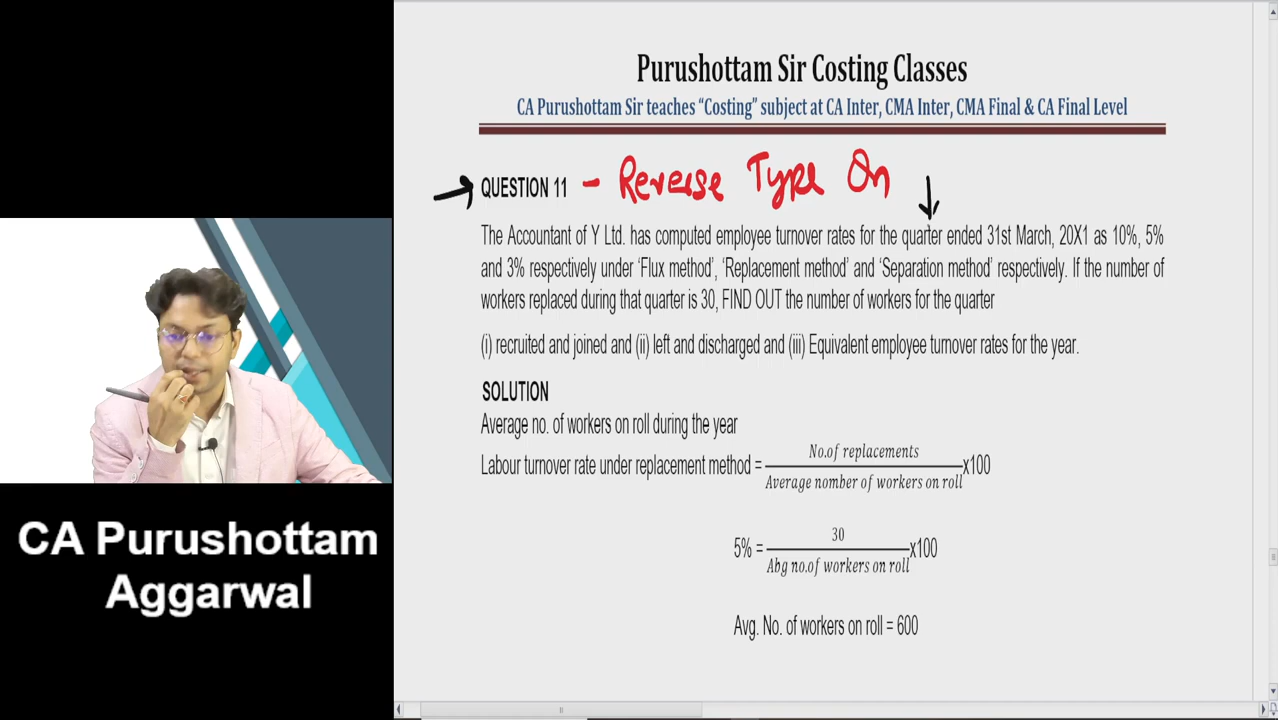 Purushottam Sir Costing Classes
CA Purushottam Sir teaches “Costing” subject at CA Inter, CMA Inter, CMA Final & CA Final Level
QUESTION 11 - Reverse Type Qn
The Accountant of Y Ltd. has computed employee turnover rates for the quarter ended 31st March, 20X1 as 10%, 5%
and 3% respectively under ‘Flux method’, ‘Replacement method’ and ‘Separation method’ respectively. If the number of
workers replaced during that quarter is 30, FIND OUT the number of workers for the quarter
(i) recruited and joined and (ii) left and discharged and (iii) Equivalent employee turnover rates for the year.
SOLUTION
Average no. of workers on roll during the year
Labour turnover rate under replacement method = No.of replacements / Average nomber of workers on roll x100
5% = 30 / Abg no.of workers on roll x100
Avg. No. of workers on roll = 600
CA Purushottam
Aggarwal